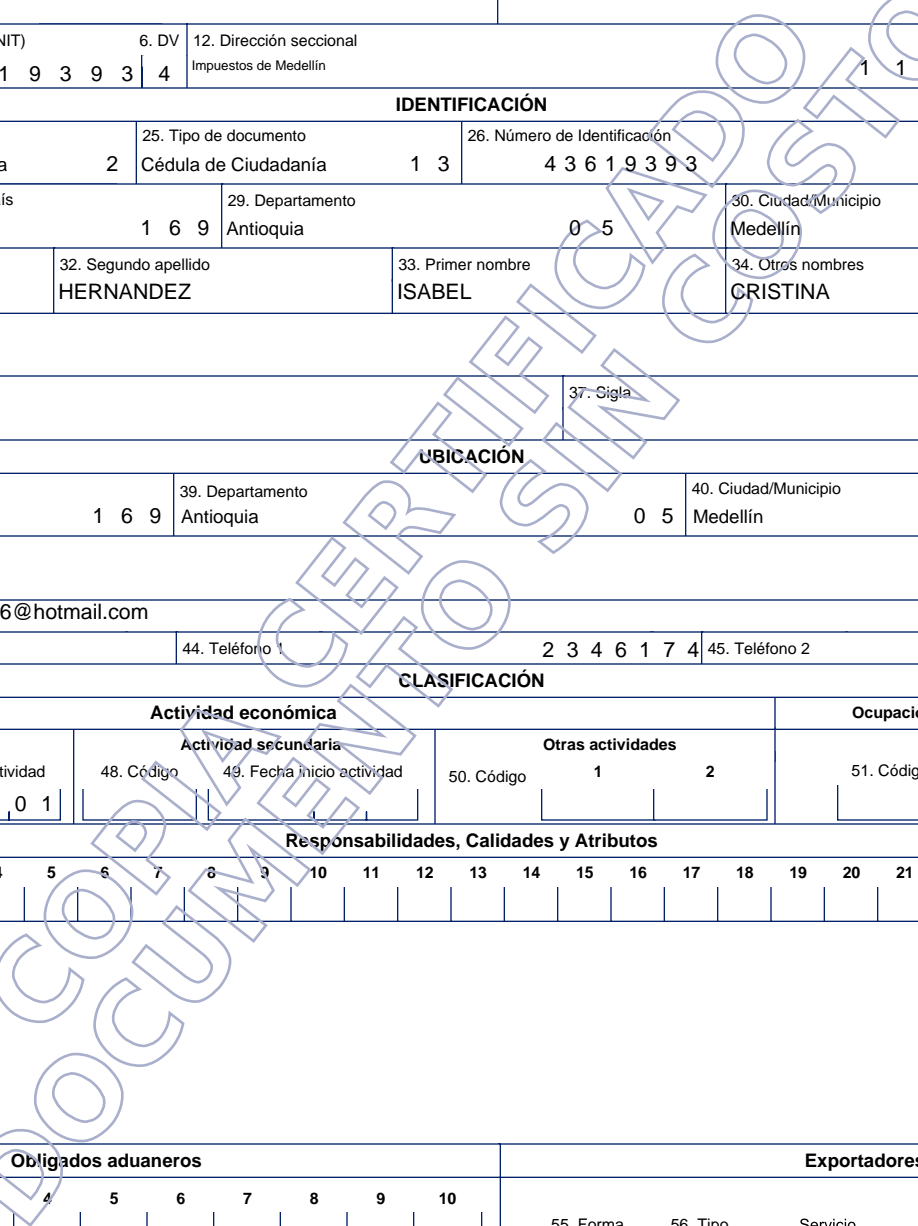 NIT) 6. DV 12. Dirección seccional
1 9 3 9 3 4 Impuestos de Medellín 1 1
IDENTIFICACIÓN
25. Tipo de documento 26. Número de Identificación
a 2 Cédula de Ciudadanía 1 3 4 3 6 1 9 3 9 3
ís 29. Departamento 30. Ciudad/Municipio
1 6 9 Antioquia 0 5 Medellín
32. Segundo apellido 33. Primer nombre 34. Otros nombres
HERNANDEZ ISABEL CRISTINA
37. Sigla
UBICACIÓN
39. Departamento 40. Ciudad/Municipio
1 6 9 Antioquia 0 5 Medellín
6@hotmail.com
44. Teléfono 1 2 3 4 6 1 7 4 45. Teléfono 2
CLASIFICACIÓN
Actividad económica Ocupació
Actividad secundaria Otras actividades
tividad 48. Código 49. Fecha inicio actividad 50. Código 1 2 51. Códig
0 1
Responsabilidades, Calidades y Atributos
4 5 6 7 8 9 10 11 12 13 14 15 16 17 18 19 20 21
Obligados aduaneros Exportadores
4 5 6 7 8 9 10
55. Forma 56. Tipo Servicio
COPIA CERTIFICADO
DOCUMENTO SIN COSTO